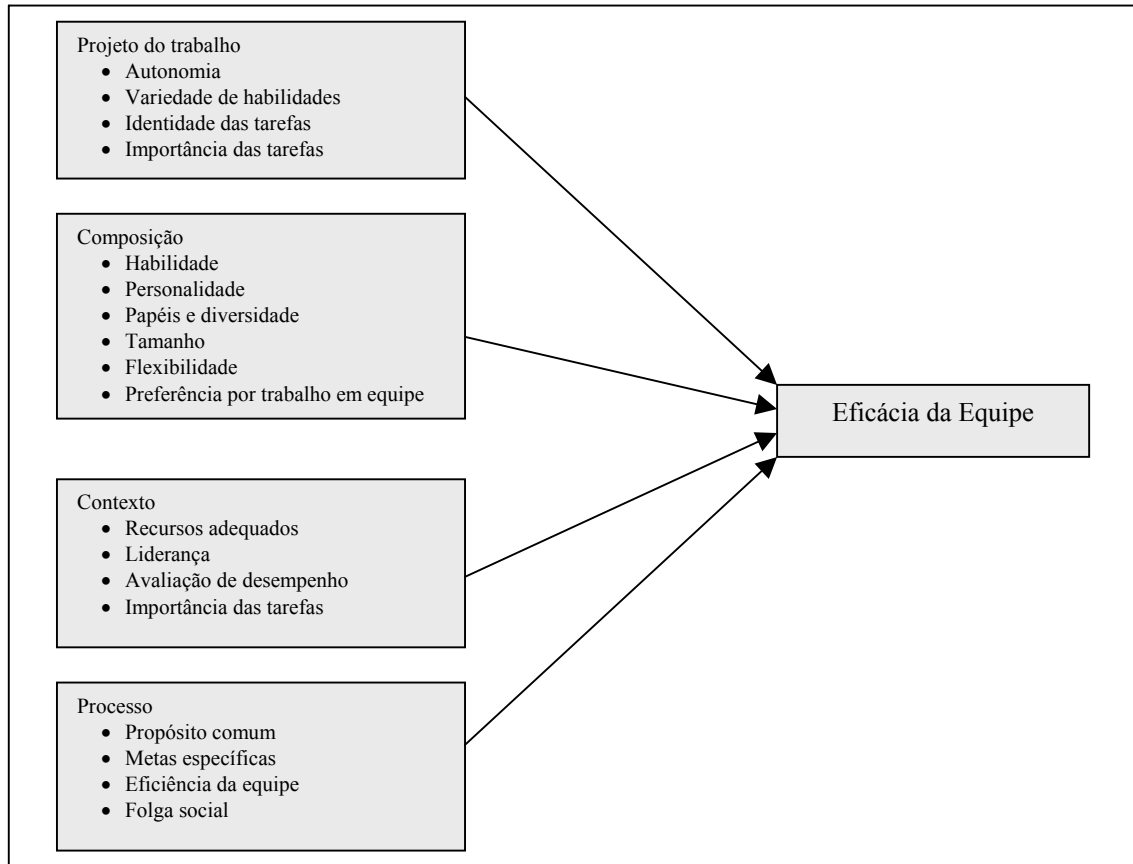 Projeto do trabalho
• Autonomia
• Variedade de habilidades
• Identidade das tarefas
• Importância das tarefas
Composição
• Habilidade
• Personalidade
• Papéis e diversidade
• Tamanho
• Flexibilidade
• Preferência por trabalho em equipe
Contexto
• Recursos adequados
• Liderança
• Avaliação de desempenho
• Importância das tarefas
Processo
• Propósito comum
• Metas específicas
• Eficiência da equipe
• Folga social
Eficácia da Equipe